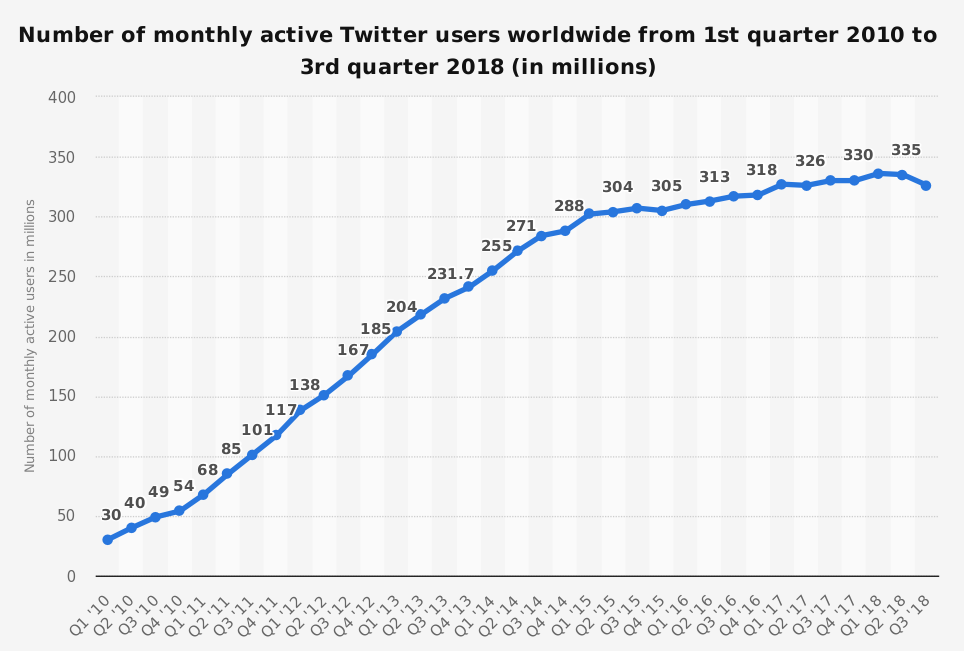 Number of monthly active Twitter users worldwide from 1st quarter 2010 to
3rd quarter 2018 (in millions)
Number of monthly active users in millions
400
350
300
250
200
150
100
50
0
30
40
49
54
68
85
101
117
138
167
185
204
231.7
255
271
288
304
305
313
318
326
330
335
Q1 '10
Q2 '10
Q3 '10
Q4 '10
Q1 '11
Q2 '11
Q3 '11
Q4 '11
Q1 '12
Q2 '12
Q3 '12
Q4 '12
Q1 '13
Q2 '13
Q3 '13
Q4 '13
Q1 '14
Q2 '14
Q3 '14
Q4 '14
Q1 '15
Q2 '15
Q3 '15
Q4 '15
Q1 '16
Q2 '16
Q3 '16
Q4 '16
Q1 '17
Q2 '17
Q3 '17
Q4 '17
Q1 '18
Q2 '18
Q3 '18